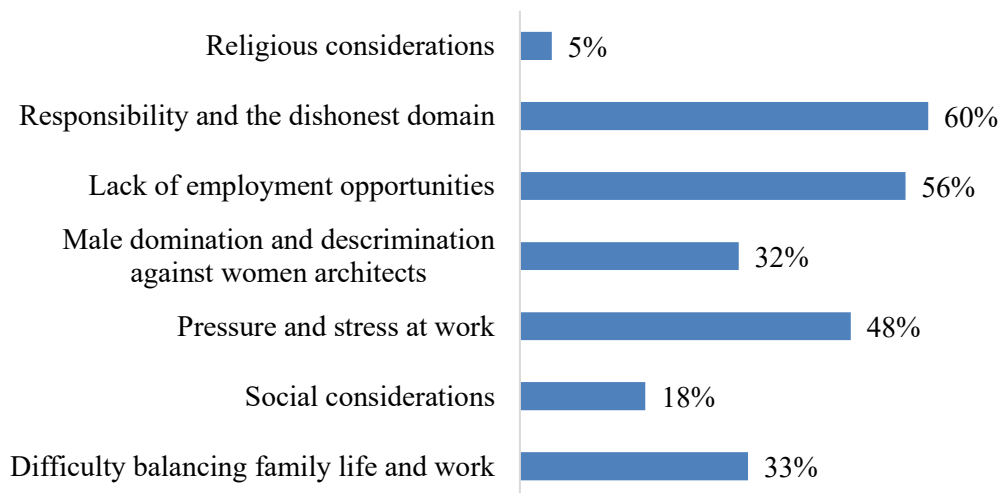 Religious considerations 5%
Responsibility and the dishonest domain 60%
Lack of employment opportunities 56%
Male domination and descrimination
against women architects 32%
Pressure and stress at work 48%
Social considerations 18%
Difficulty balancing family life and work 33%